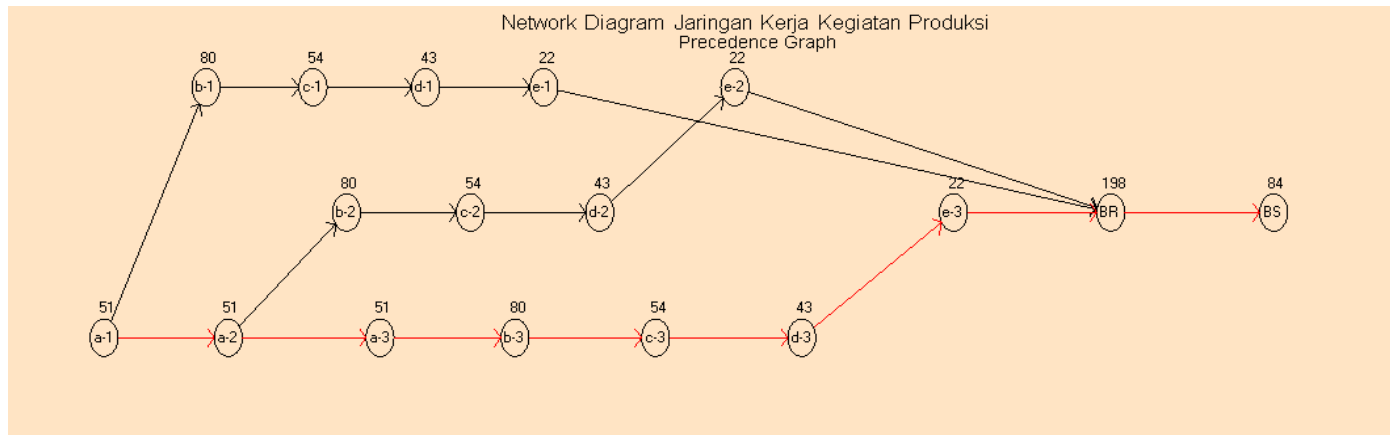 Network Diagram Jaringan Kerja Kegiatan Produksi
Precedence Graph
80 54 43 22 22
b-1 c-1 d-1 e-1 e-2
80 54 43 22 198 84
b-2 c-2 d-2 e-3 BR BS
51 51 51 80 54 43
a-1 a-2 a-3 b-3 c-3 d-3